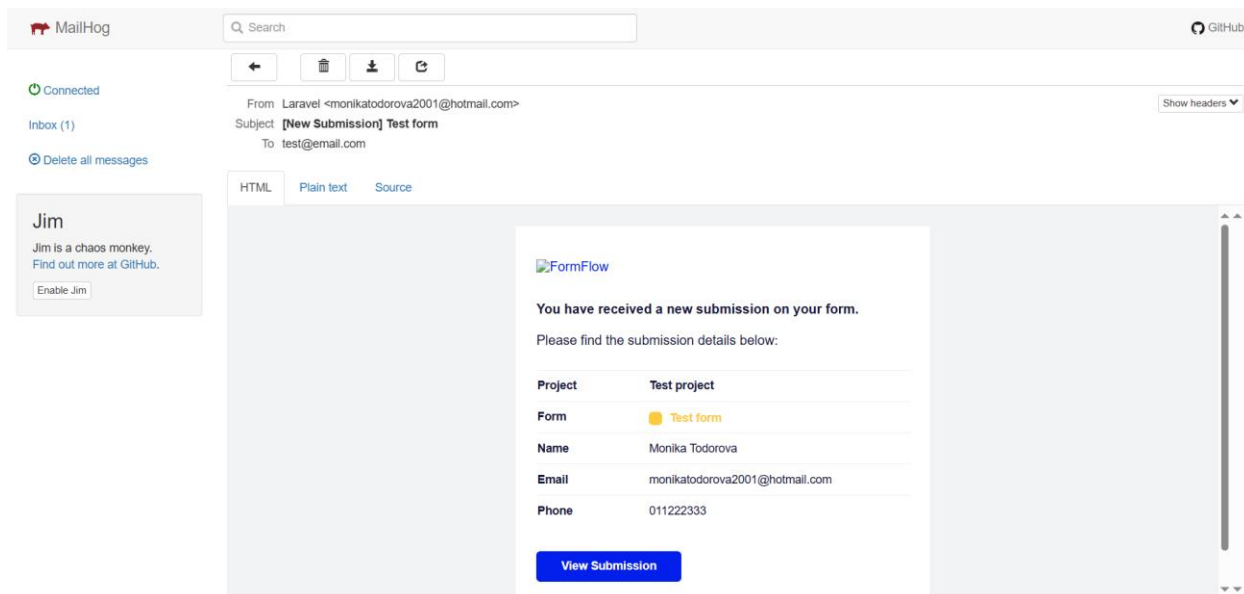 MailHog
Search
GitHub
Connected
Inbox (1)
Delete all messages
Jim
Jim is a chaos monkey.
Find out more at GitHub.
Enable Jim
From Laravel <monikatodorova2001@hotmail.com>
Show headers
Subject [New Submission] Test form
To test@email.com
HTML Plain text Source
FormFlow
You have received a new submission on your form.
Please find the submission details below:
Project Test project
Form Test form
Name Monika Todorova
Email monikatodorova2001@hotmail.com
Phone 011222333
View Submission